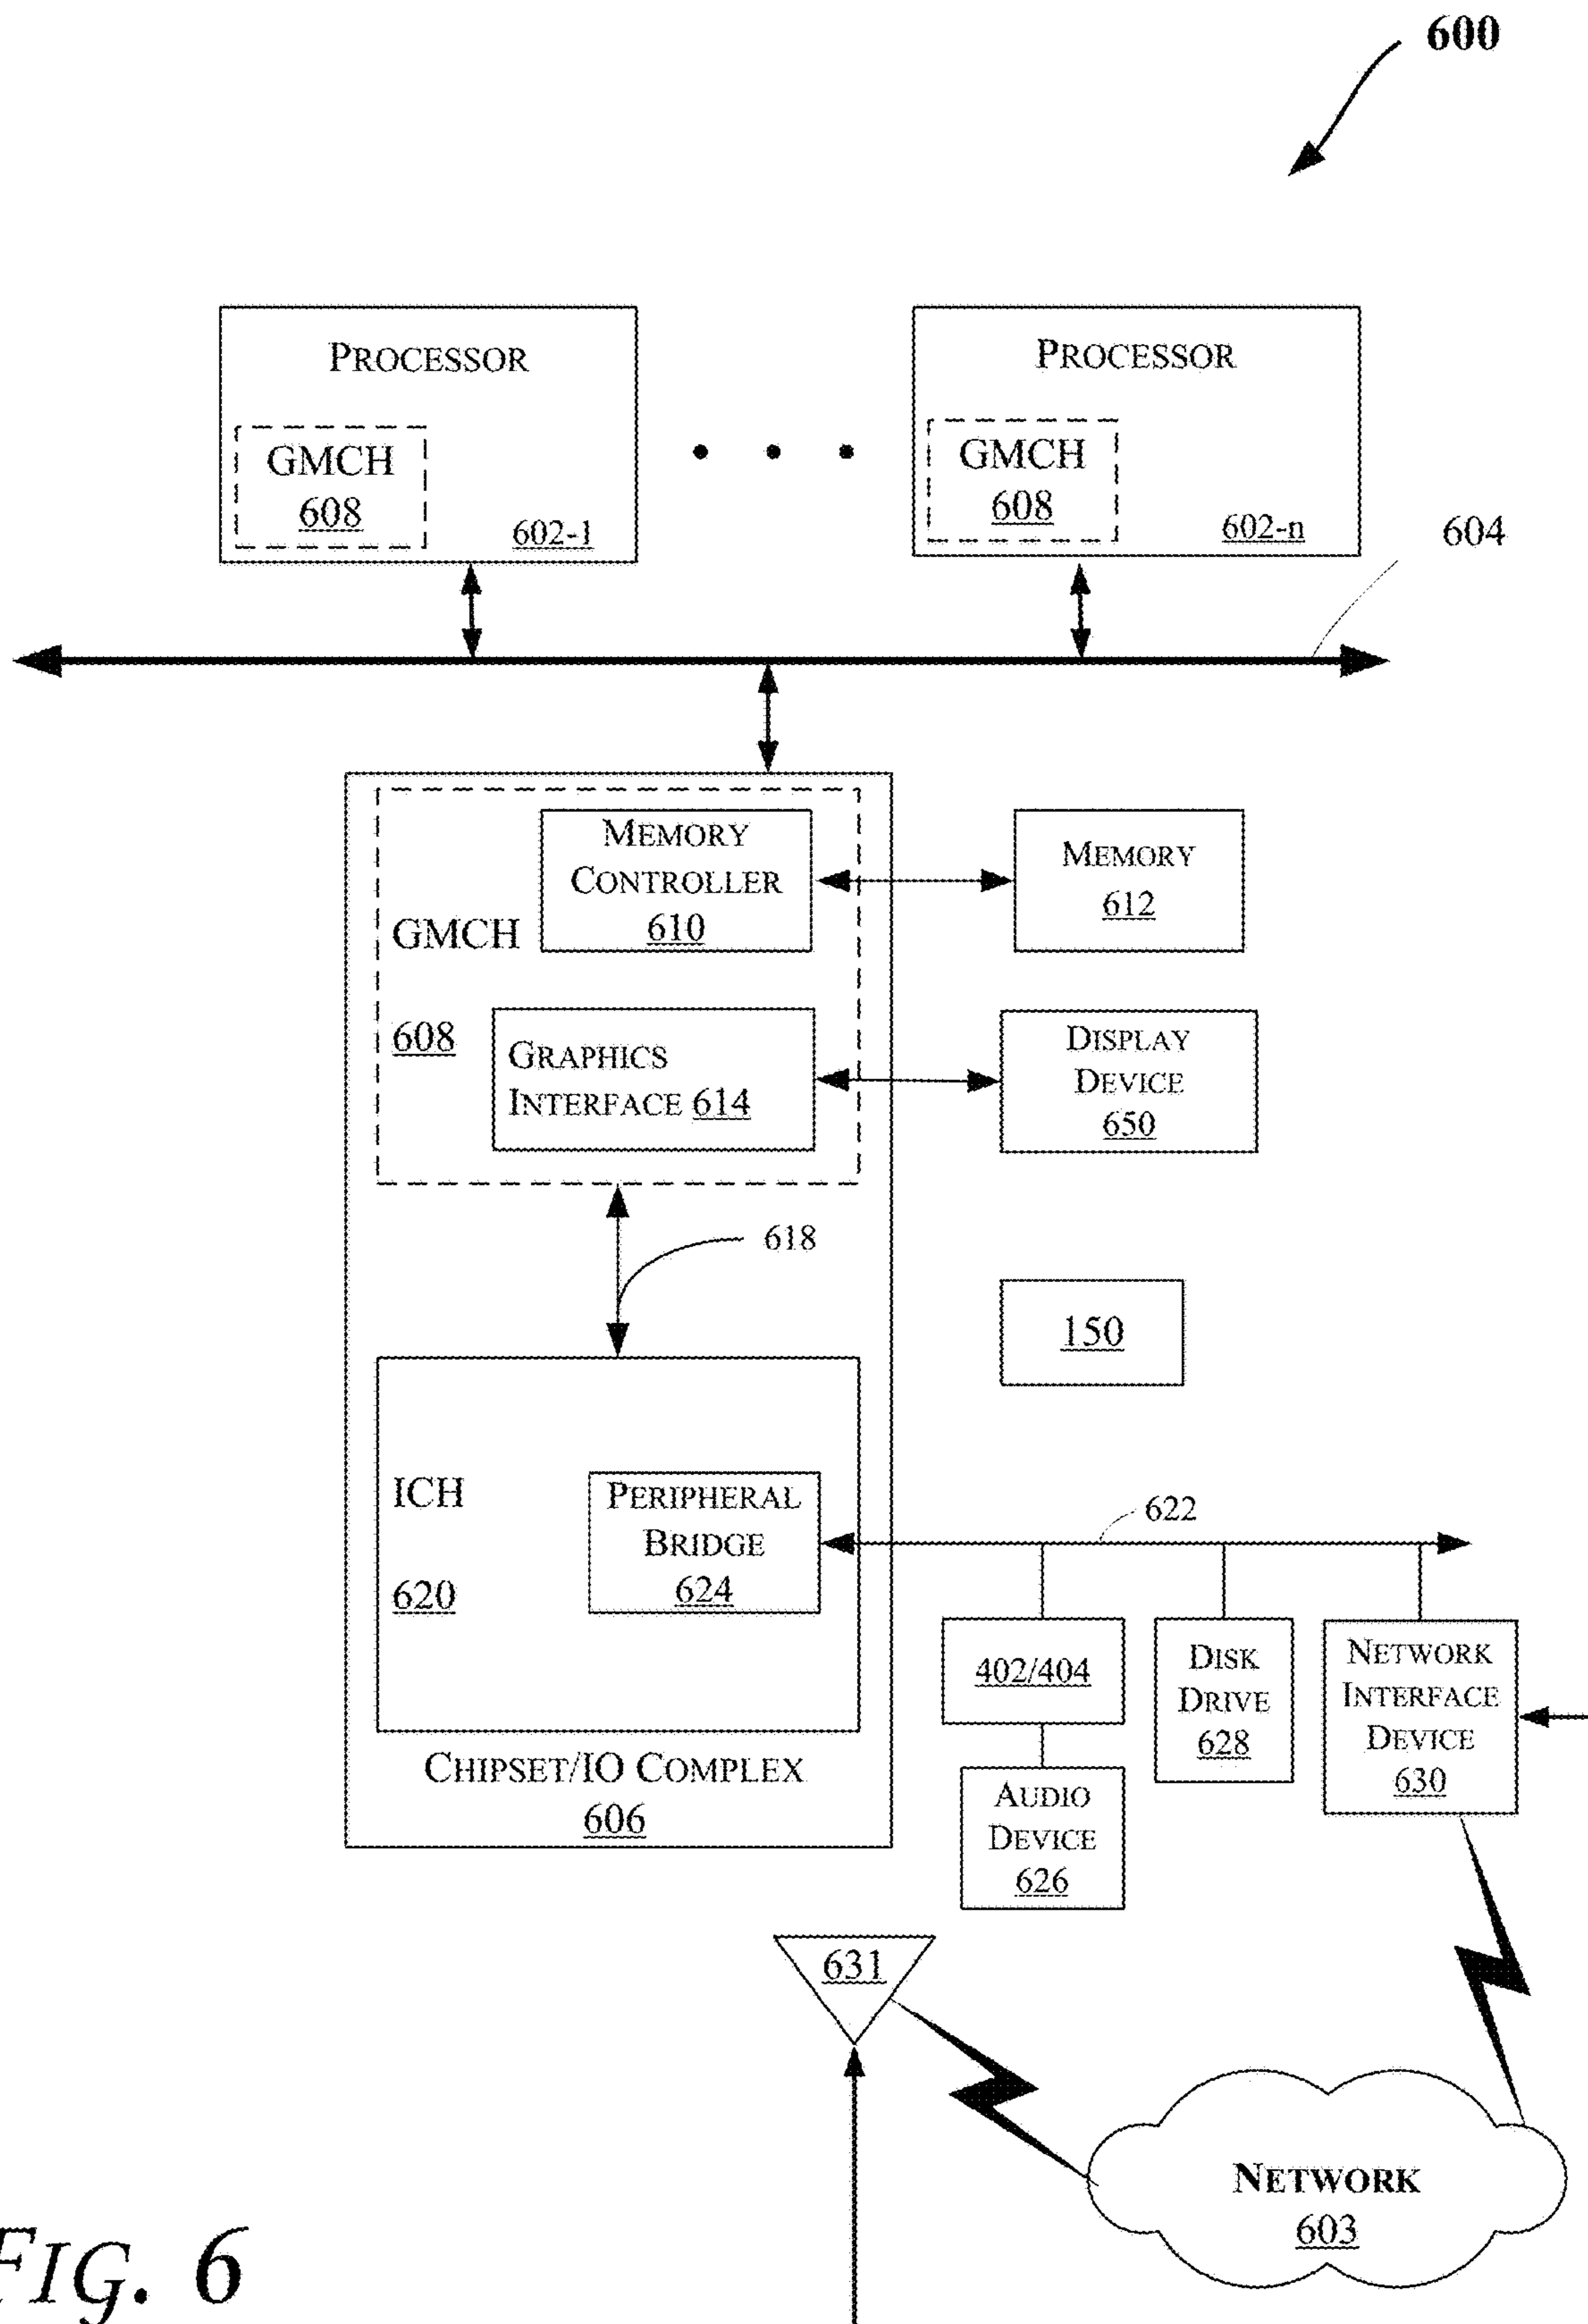 600
PROCESSOR
GMCH
608
602-1
PROCESSOR
GMCH
608
602-n
604
MEMORY
CONTROLLER
610
GMCH
608
GRAPHICS
INTERFACE 614
MEMORY
612
DISPLAY
DEVICE
650
618
150
ICH
620
PERIPHERAL
BRIDGE
624
622
402/404
DISK
DRIVE
628
NETWORK
INTERFACE
DEVICE
630
AUDIO
DEVICE
626
CHIPSET/IO COMPLEX
606
631
NETWORK
603
FIG. 6